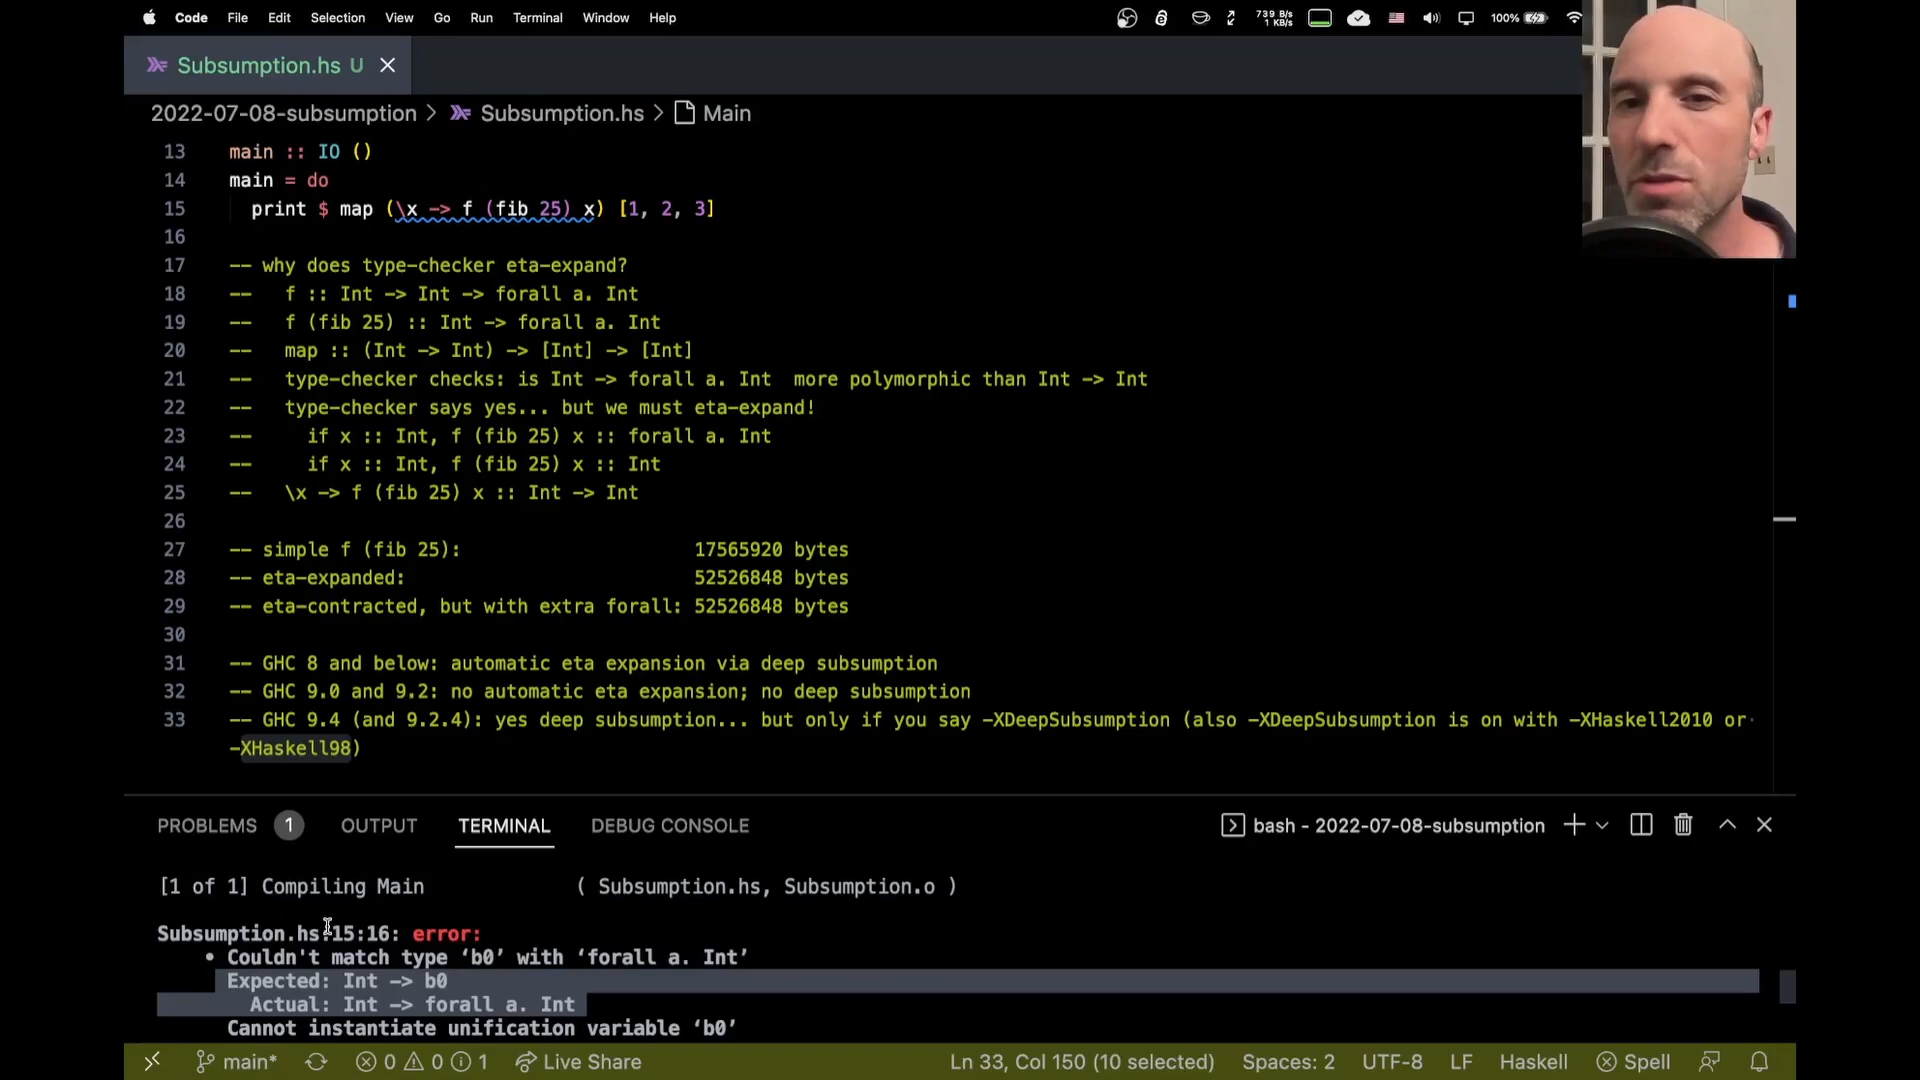 Code File Edit Selection View Go Run Terminal Window Help 739 B/s 1 KB/s 100%
Subsumption.hs U
2022-07-08-subsumption > Subsumption.hs > Main
13 main :: IO ()
14 main = do
15 print $ map (\x -> f (fib 25) x) [1, 2, 3]
16
17 -- why does type-checker eta-expand?
18 -- f :: Int -> Int -> forall a. Int
19 -- f (fib 25) :: Int -> forall a. Int
20 -- map :: (Int -> Int) -> [Int] -> [Int]
21 -- type-checker checks: is Int -> forall a. Int more polymorphic than Int -> Int
22 -- type-checker says yes... but we must eta-expand!
23 -- if x :: Int, f (fib 25) x :: forall a. Int
24 -- if x :: Int, f (fib 25) x :: Int
25 -- \x -> f (fib 25) x :: Int -> Int
26
27 -- simple f (fib 25): 17565920 bytes
28 -- eta-expanded: 52526848 bytes
29 -- eta-contracted, but with extra forall: 52526848 bytes
30
31 -- GHC 8 and below: automatic eta expansion via deep subsumption
32 -- GHC 9.0 and 9.2: no automatic eta expansion; no deep subsumption
33 -- GHC 9.4 (and 9.2.4): yes deep subsumption... but only if you say -XDeepSubsumption (also -XDeepSubsumption is on with -XHaskell2010 or
-XHaskell98)
PROBLEMS 1 OUTPUT TERMINAL DEBUG CONSOLE bash - 2022-07-08-subsumption
[1 of 1] Compiling Main ( Subsumption.hs, Subsumption.o )
Subsumption.hs:15:16: error:
• Couldn't match type ‘b0’ with ‘forall a. Int’
Expected: Int -> b0
Actual: Int -> forall a. Int
Cannot instantiate unification variable ‘b0’
main* 0 0 1 Live Share Ln 33, Col 150 (10 selected) Spaces: 2 UTF-8 LF Haskell Spell